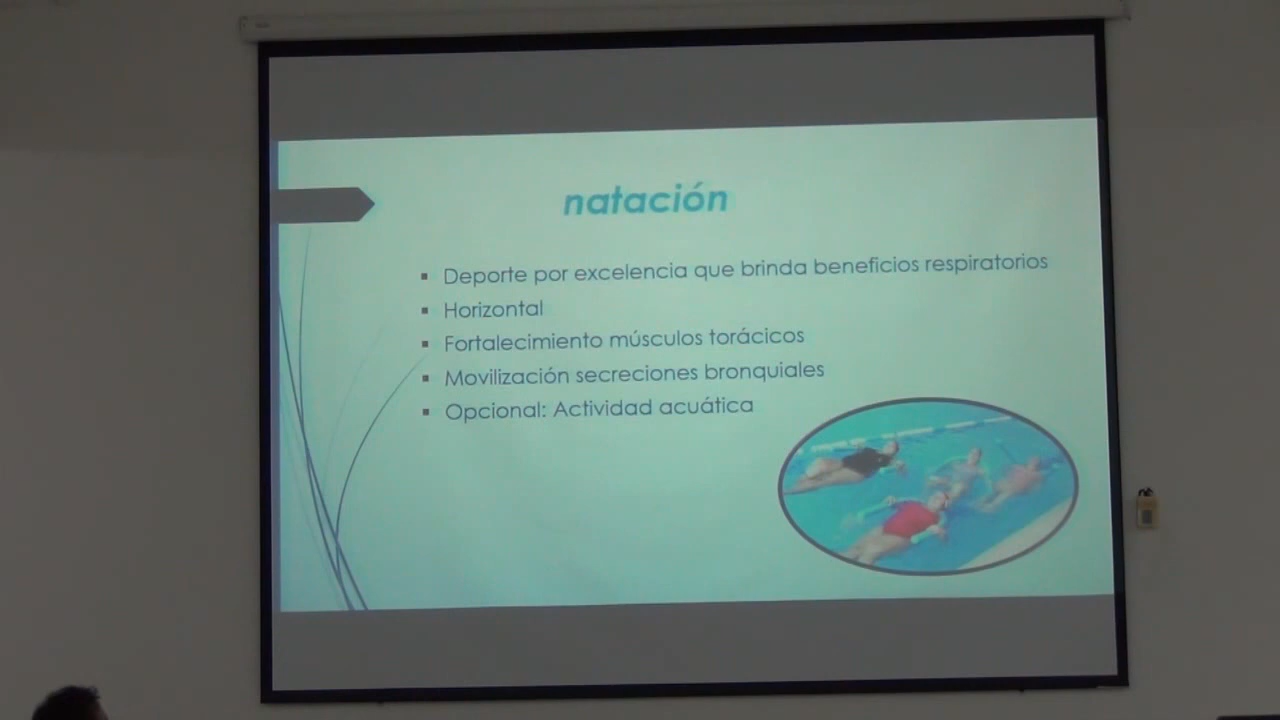 natación
Deporte por excelencia que brinda beneficios respiratorios
Horizontal
Fortalecimiento músculos torácicos
Movilización secreciones bronquiales
Opcional: Actividad acuática